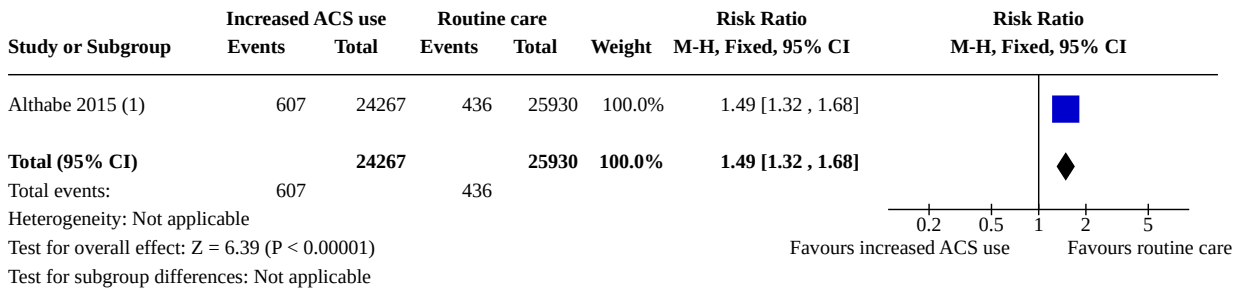 Increased ACS use Routine care Risk Ratio Risk Ratio
Study or Subgroup Events Total Events Total Weight M-H, Fixed, 95% CI M-H, Fixed, 95% CI
Althabe 2015 (1) 607 24267 436 25930 100.0% 1.49 [1.32 , 1.68]
Total (95% CI) 24267 25930 100.0% 1.49 [1.32 , 1.68]
Total events: 607 436
Heterogeneity: Not applicable
0.2 0.5 1 2 5
Test for overall effect: Z = 6.39 (P < 0.00001) Favours increased ACS use Favours routine care
Test for subgroup differences: Not applicable